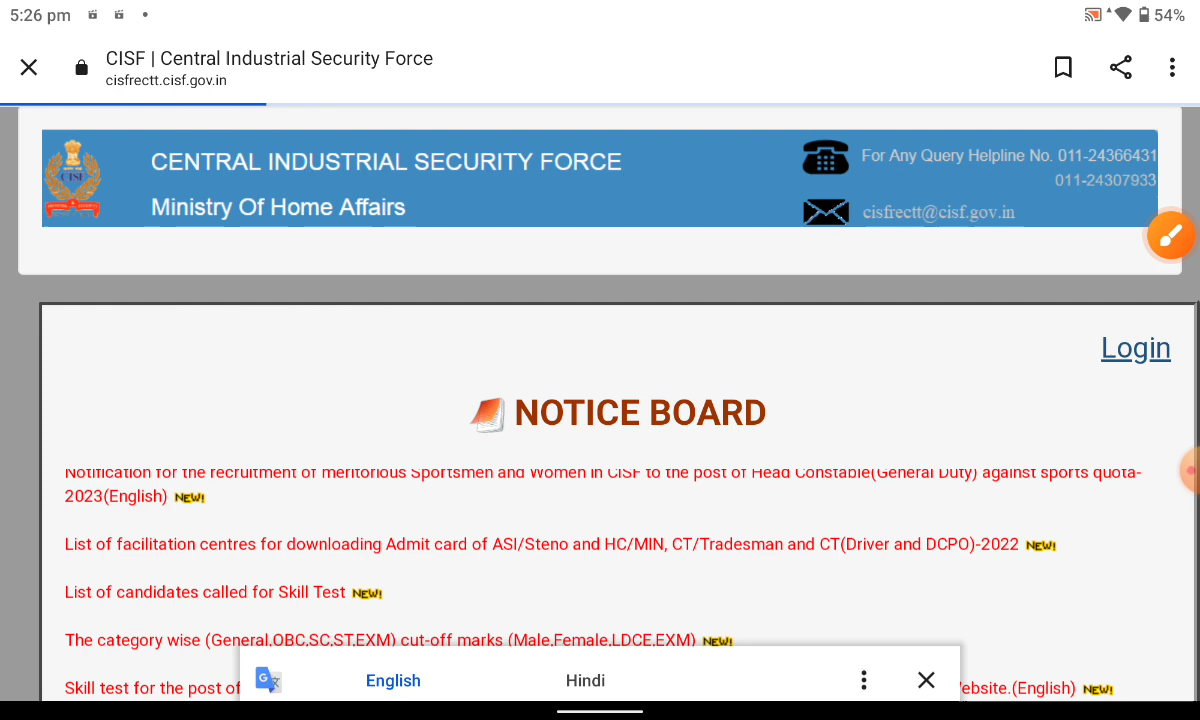 5:26 pm
54%
CISF | Central Industrial Security Force
cisfrectt.cisf.gov.in
CISF
CENTRAL INDUSTRIAL SECURITY FORCE
Ministry Of Home Affairs
For Any Query Helpline No. 011-24366431
011-24307933
cisfrectt@cisf.gov.in
Login
NOTICE BOARD
Notification for the recruitment of meritorious Sportsmen and Women in CISF to the post of Head Constable(General Duty) against sports quota-
2023(English) NEW!
List of facilitation centres for downloading Admit card of ASI/Steno and HC/MIN, CT/Tradesman and CT(Driver and DCPO)-2022 NEW!
List of candidates called for Skill Test NEW!
The category wise (General,OBC,SC,ST,EXM) cut-off marks (Male,Female,LDCE,EXM) NEW!
Skill test for the post of ebsite.(English) NEW!
English Hindi